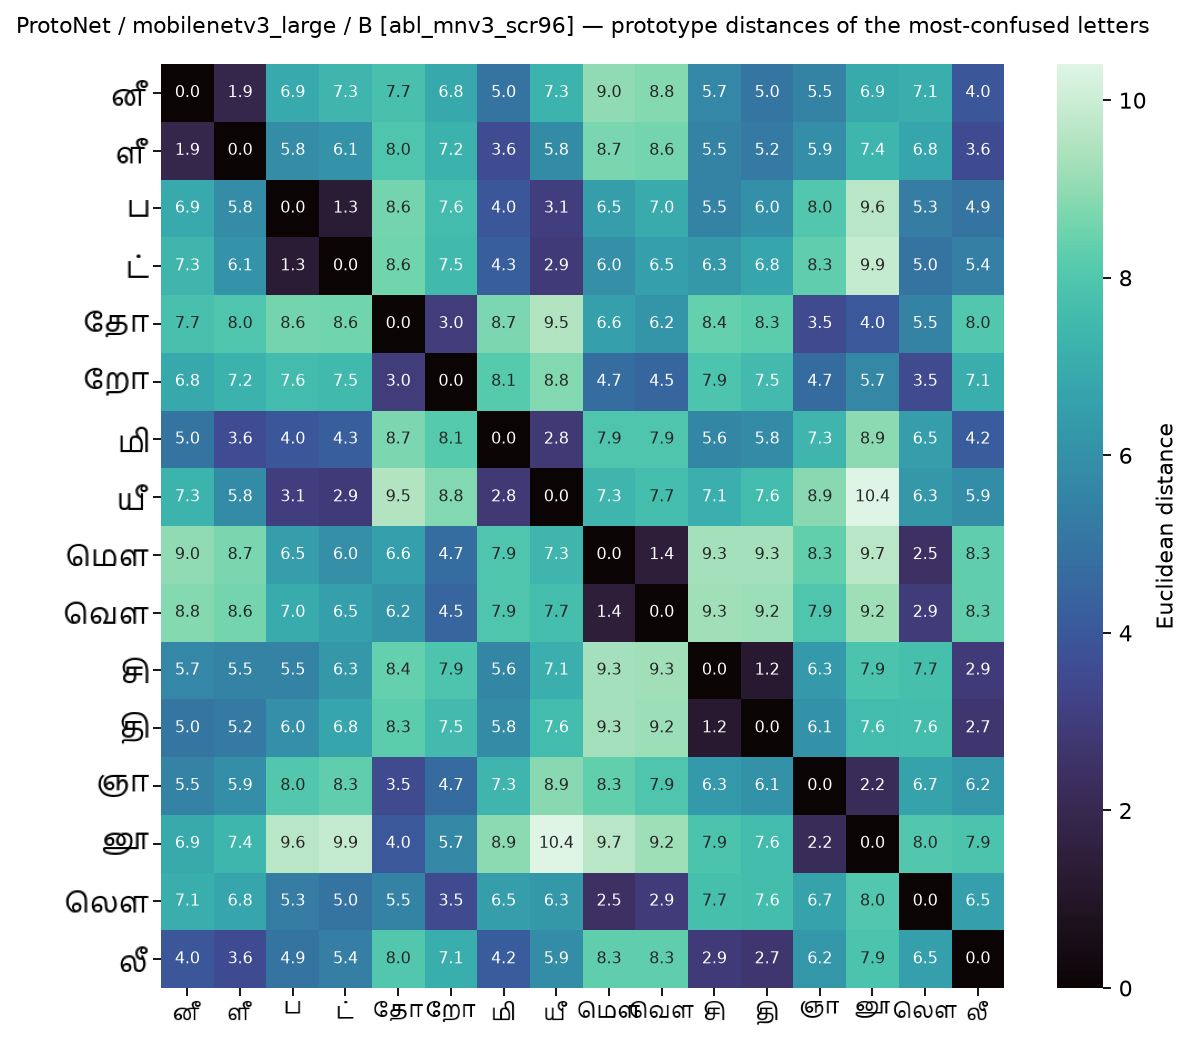 ProtoNet / mobilenetv3_large / B [abl_mnv3_scr96] — prototype distances of the most-confused letters
னீ 0.0 1.9 6.9 7.3 7.7 6.8 5.0 7.3 9.0 8.8 5.7 5.0 5.5 6.9 7.1 4.0
ளீ 1.9 0.0 5.8 6.1 8.0 7.2 3.6 5.8 8.7 8.6 5.5 5.2 5.9 7.4 6.8 3.6
ப 6.9 5.8 0.0 1.3 8.6 7.6 4.0 3.1 6.5 7.0 5.5 6.0 8.0 9.6 5.3 4.9
ட் 7.3 6.1 1.3 0.0 8.6 7.5 4.3 2.9 6.0 6.5 6.3 6.8 8.3 9.9 5.0 5.4
தோ 7.7 8.0 8.6 8.6 0.0 3.0 8.7 9.5 6.6 6.2 8.4 8.3 3.5 4.0 5.5 8.0
றோ 6.8 7.2 7.6 7.5 3.0 0.0 8.1 8.8 4.7 4.5 7.9 7.5 4.7 5.7 3.5 7.1
மி 5.0 3.6 4.0 4.3 8.7 8.1 0.0 2.8 7.9 7.9 5.6 5.8 7.3 8.9 6.5 4.2
யீ 7.3 5.8 3.1 2.9 9.5 8.8 2.8 0.0 7.3 7.7 7.1 7.6 8.9 10.4 6.3 5.9
மௌ 9.0 8.7 6.5 6.0 6.6 4.7 7.9 7.3 0.0 1.4 9.3 9.3 8.3 9.7 2.5 8.3
வௌ 8.8 8.6 7.0 6.5 6.2 4.5 7.9 7.7 1.4 0.0 9.3 9.2 7.9 9.2 2.9 8.3
சி 5.7 5.5 5.5 6.3 8.4 7.9 5.6 7.1 9.3 9.3 0.0 1.2 6.3 7.9 7.7 2.9
தி 5.0 5.2 6.0 6.8 8.3 7.5 5.8 7.6 9.3 9.2 1.2 0.0 6.1 7.6 7.6 2.7
ஞா 5.5 5.9 8.0 8.3 3.5 4.7 7.3 8.9 8.3 7.9 6.3 6.1 0.0 2.2 6.7 6.2
னூ 6.9 7.4 9.6 9.9 4.0 5.7 8.9 10.4 9.7 9.2 7.9 7.6 2.2 0.0 8.0 7.9
லௌ 7.1 6.8 5.3 5.0 5.5 3.5 6.5 6.3 2.5 2.9 7.7 7.6 6.7 8.0 0.0 6.5
லீ 4.0 3.6 4.9 5.4 8.0 7.1 4.2 5.9 8.3 8.3 2.9 2.7 6.2 7.9 6.5 0.0
னீ ளீ ப ட் தோ றோ மி யீ மௌ வௌ சி தி ஞா னூ லௌ லீ
10
8
6
4
2
0
Euclidean distance